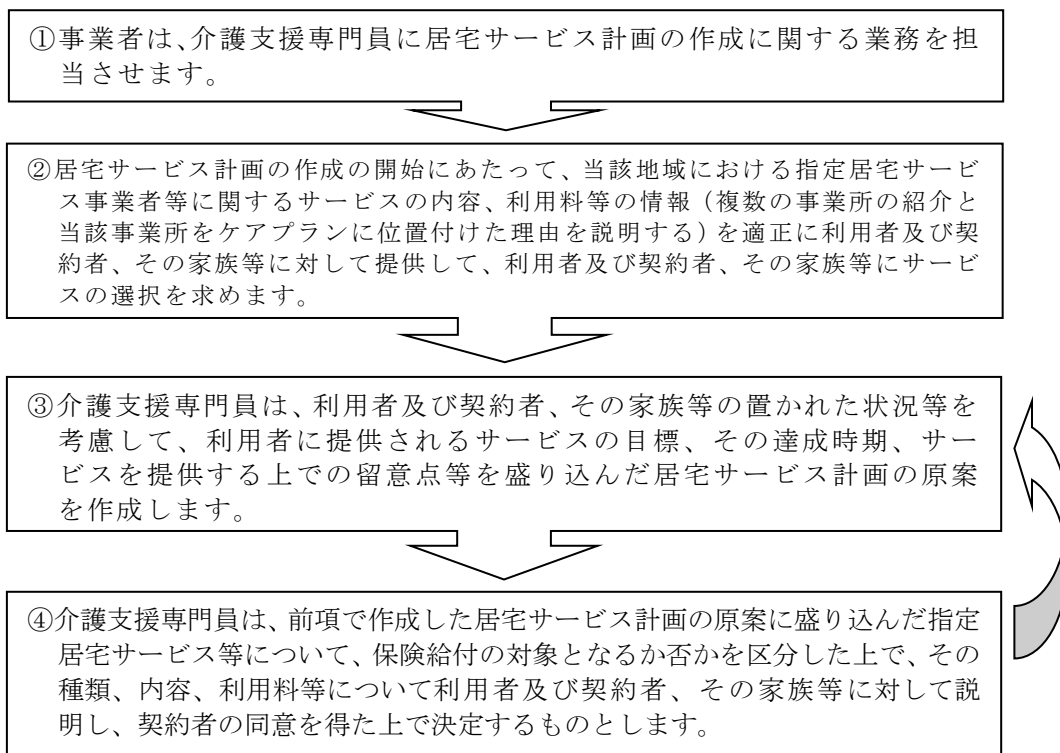 ①事業者は、介護支援専門員に居宅サービス計画の作成に関する業務を担
当させます。
②居宅サービス計画の作成の開始にあたって、当該地域における指定居宅サービ
ス事業者等に関するサービスの内容、利用料等の情報（複数の事業所の紹介と
当該事業所をケアプランに位置付けた理由を説明する）を適正に利用者及び契
約者、その家族等に対して提供して、利用者及び契約者、その家族等にサービ
スの選択を求めます。
③介護支援専門員は、利用者及び契約者、その家族等の置かれた状況等を
考慮して、利用者に提供されるサービスの目標、その達成時期、サー
ビスを提供する上での留意点等を盛り込んだ居宅サービス計画の原案
を作成します。
④介護支援専門員は、前項で作成した居宅サービス計画の原案に盛り込んだ指定
居宅サービス等について、保険給付の対象となるか否かを区分した上で、その
種類、内容、利用料等について利用者及び契約者、その家族等に対して説
明し、契約者の同意を得た上で決定するものとします。